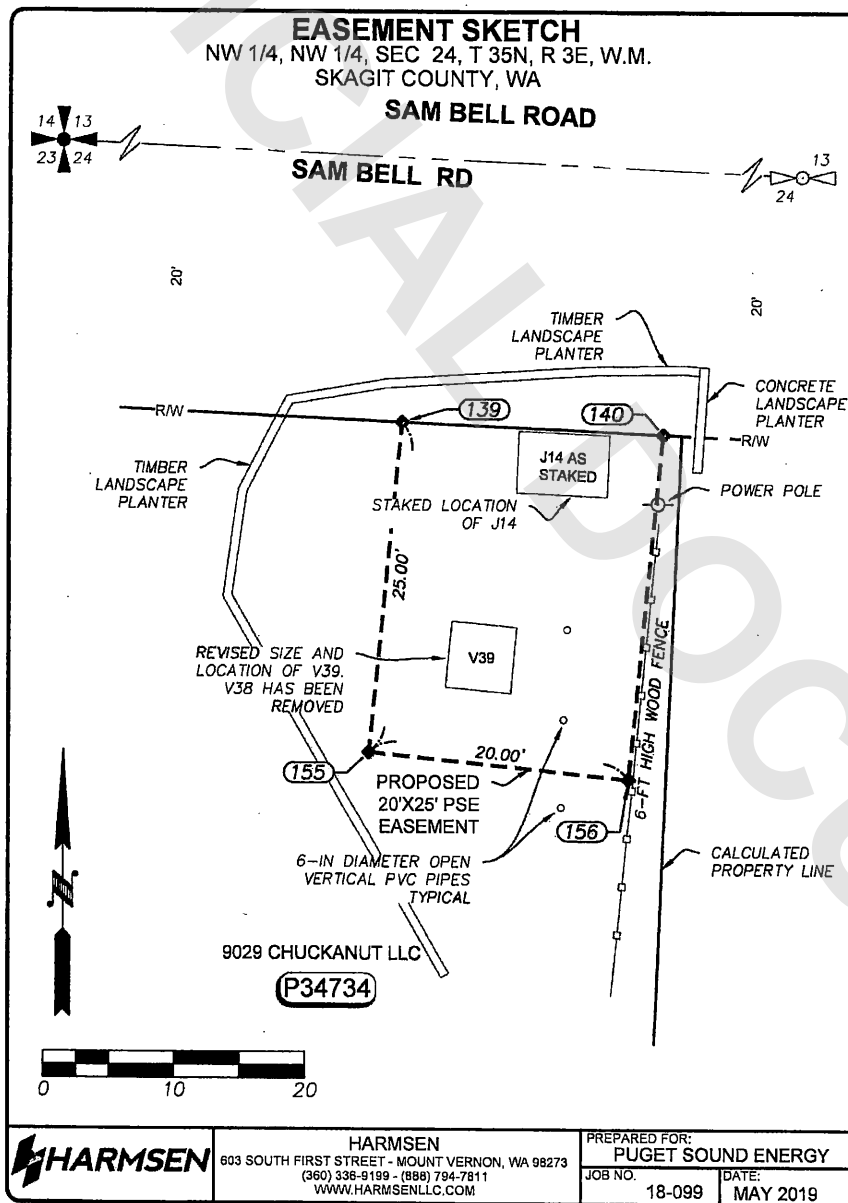 EASEMENT SKETCH
NW 1/4, NW 1/4, SEC 24, T 35N, R 3E, W.M.
SKAGIT COUNTY, WA
SAM BELL ROAD
14 13
23 24
SAM BELL RD
13
24
20'
20'
TIMBER
LANDSCAPE
PLANTER
CONCRETE
LANDSCAPE
PLANTER
R/W
139
140
R/W
TIMBER
LANDSCAPE
PLANTER
J14 AS
STAKED
STAKED LOCATION
OF J14
POWER POLE
25.00'
REVISED SIZE AND
LOCATION OF V39.
V38 HAS BEEN
REMOVED
V39
6-FT HIGH WOOD FENCE
20.00'
155
PROPOSED
20'X25' PSE
EASEMENT
156
6-IN DIAMETER OPEN
VERTICAL PVC PIPES
TYPICAL
CALCULATED
PROPERTY LINE
N
9029 CHUCKANUT LLC
P34734
0 10 20
HARMSEN
HARMSEN
603 SOUTH FIRST STREET - MOUNT VERNON, WA 98273
(360) 336-9199 - (888) 794-7811
WWW.HARMSENLLC.COM
PREPARED FOR:
PUGET SOUND ENERGY
JOB NO.
18-099
DATE:
MAY 2019